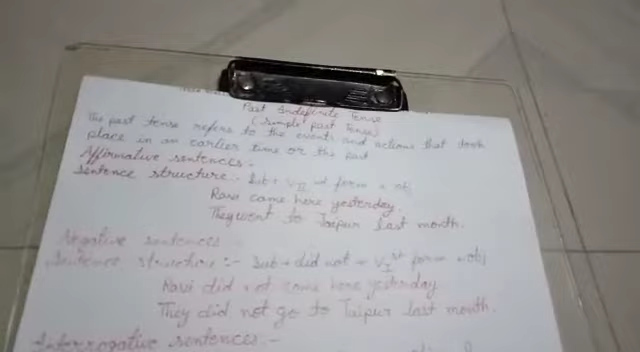 Past Indefinite Tense
(Simple past Tense)
The past tense refers to the events and actions that took
place in an earlier time or the past
Affirmative sentences:-
Sentence structure:- Sub + V II form + obj
Ravi came here yesterday.
They went to Jaipur last month.
Negative sentences
Sentence structure:- Sub + did not + V I st form + obj
Ravi did not come here yesterday
They did not go to Jaipur last month.
Interrogative sentences:-